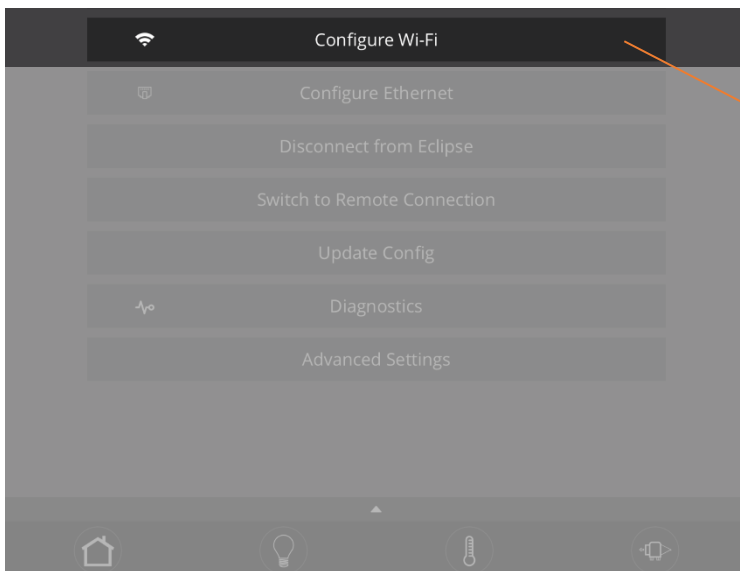 Configure Wi-Fi
Configure Ethernet
Disconnect from Eclipse
Switch to Remote Connection
Update Config
Diagnostics
Advanced Settings